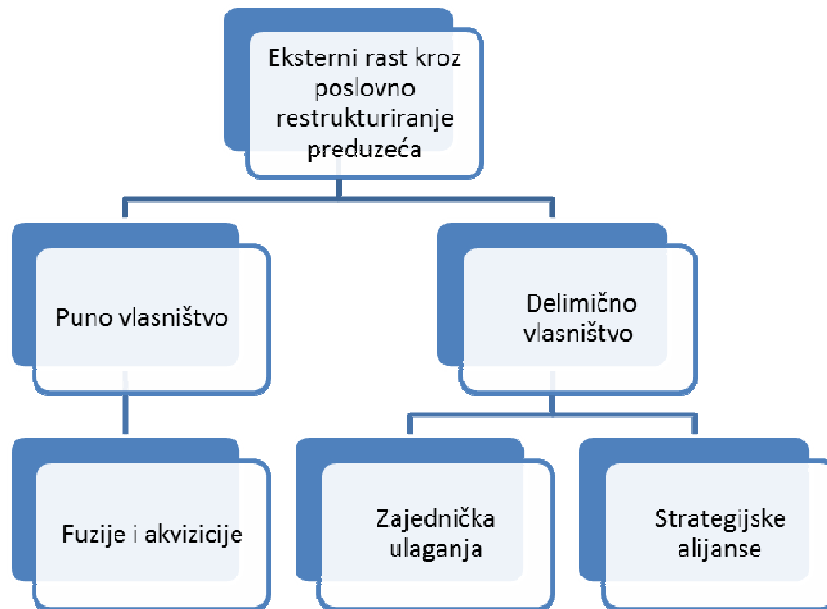 Eksterni rast kroz
poslovno
restrukturiranje
preduzeća
Puno vlasništvo
Delimično
vlasništvo
Fuzije i akvizicije
Zajednička
ulaganja
Strategijske
alijanse